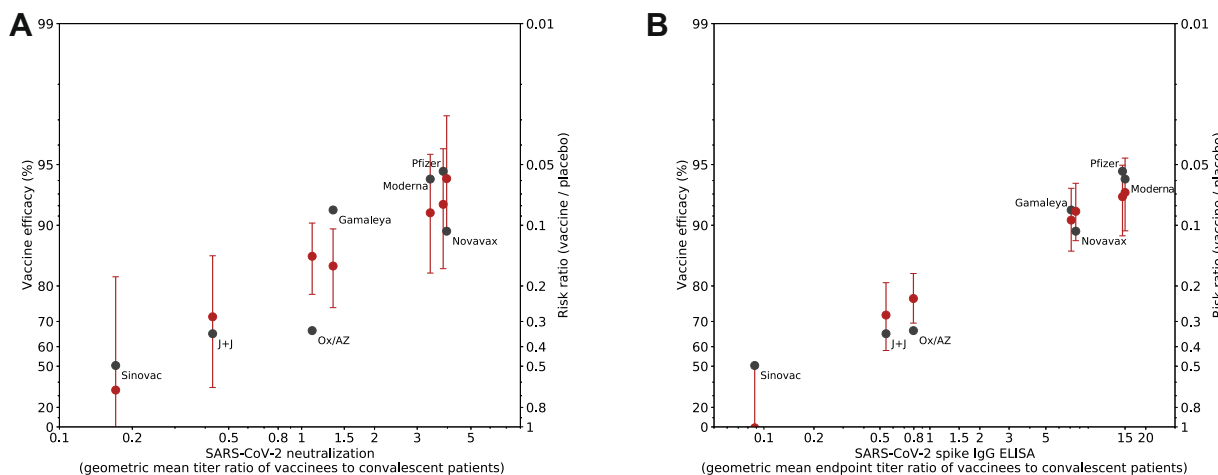 A
99
95
90
80
70
60
50
20
0
Vaccine efficacy (%)
0.01
0.05
0.1
0.2
0.3
0.4
0.5
0.8
1
Risk ratio (vaccine / placebo)
Pfizer
Moderna
Gamaleya
Novavax
J+J
Ox/AZ
Sinovac
0.1 0.2 0.5 0.8 1 1.5 2 3 5
SARS-CoV-2 neutralization
(geometric mean titer ratio of vaccinees to convalescent patients)
B
99
95
90
80
70
60
50
20
0
Vaccine efficacy (%)
0.01
0.05
0.1
0.2
0.3
0.4
0.5
0.8
1
Risk ratio (vaccine / placebo)
Pfizer
Moderna
Gamaleya
Novavax
J+J
Ox/AZ
Sinovac
0.1 0.2 0.5 0.8 1 1.5 2 3 5 15 20
SARS-CoV-2 spike IgG ELISA
(geometric mean endpoint titer ratio of vaccinees to convalescent patients)